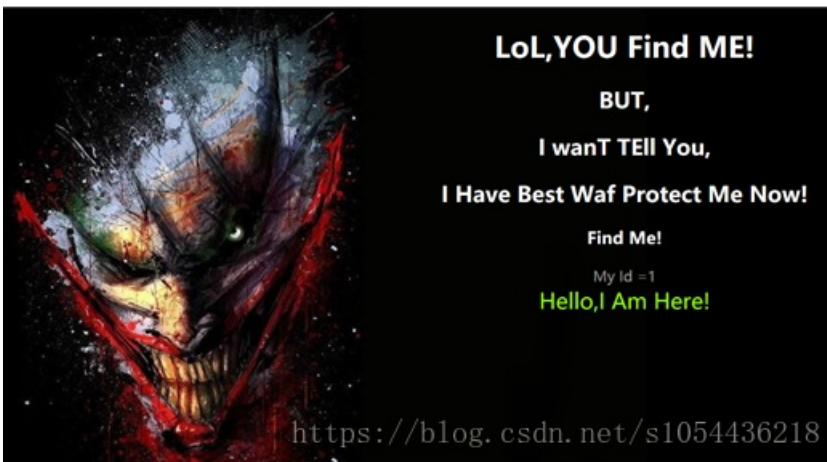 LoL,YOU Find ME!
BUT,
I wanT TEll You,
I Have Best Waf Protect Me Now!
Find Me!
My Id =1
Hello,I Am Here!
https://blog.csdn.net/s1054436218